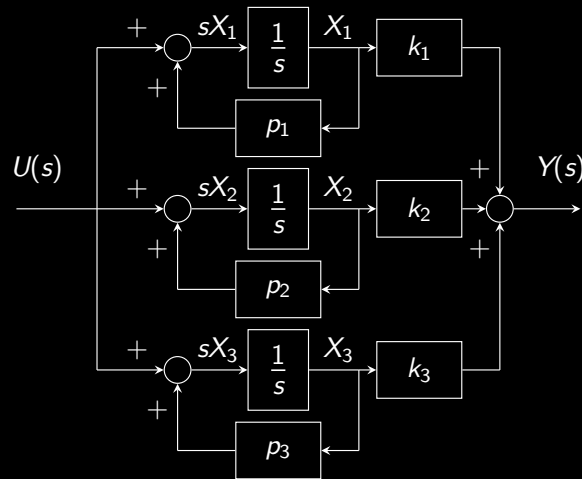 + sX₁ 1/s X₁ k₁
+ p₁
U(s) + sX₂ 1/s X₂ k₂ + Y(s)
+ p₂ +
+ sX₃ 1/s X₃ k₃
+ p₃